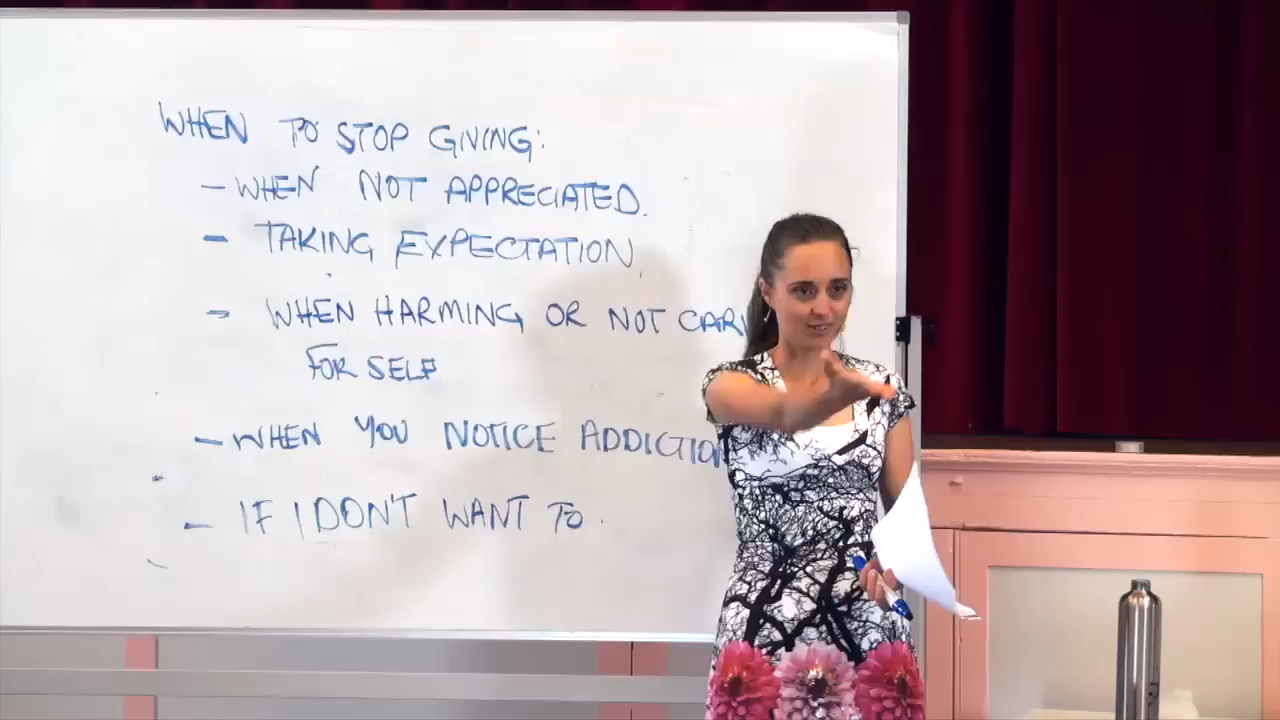 WHEN TO STOP GIVING:
- WHEN NOT APPRECIATED.
- TAKING EXPECTATION
- WHEN HARMING OR NOT
FOR SELF
- WHEN YOU NOTICE ADDICTION
- IF I DON'T WANT TO.